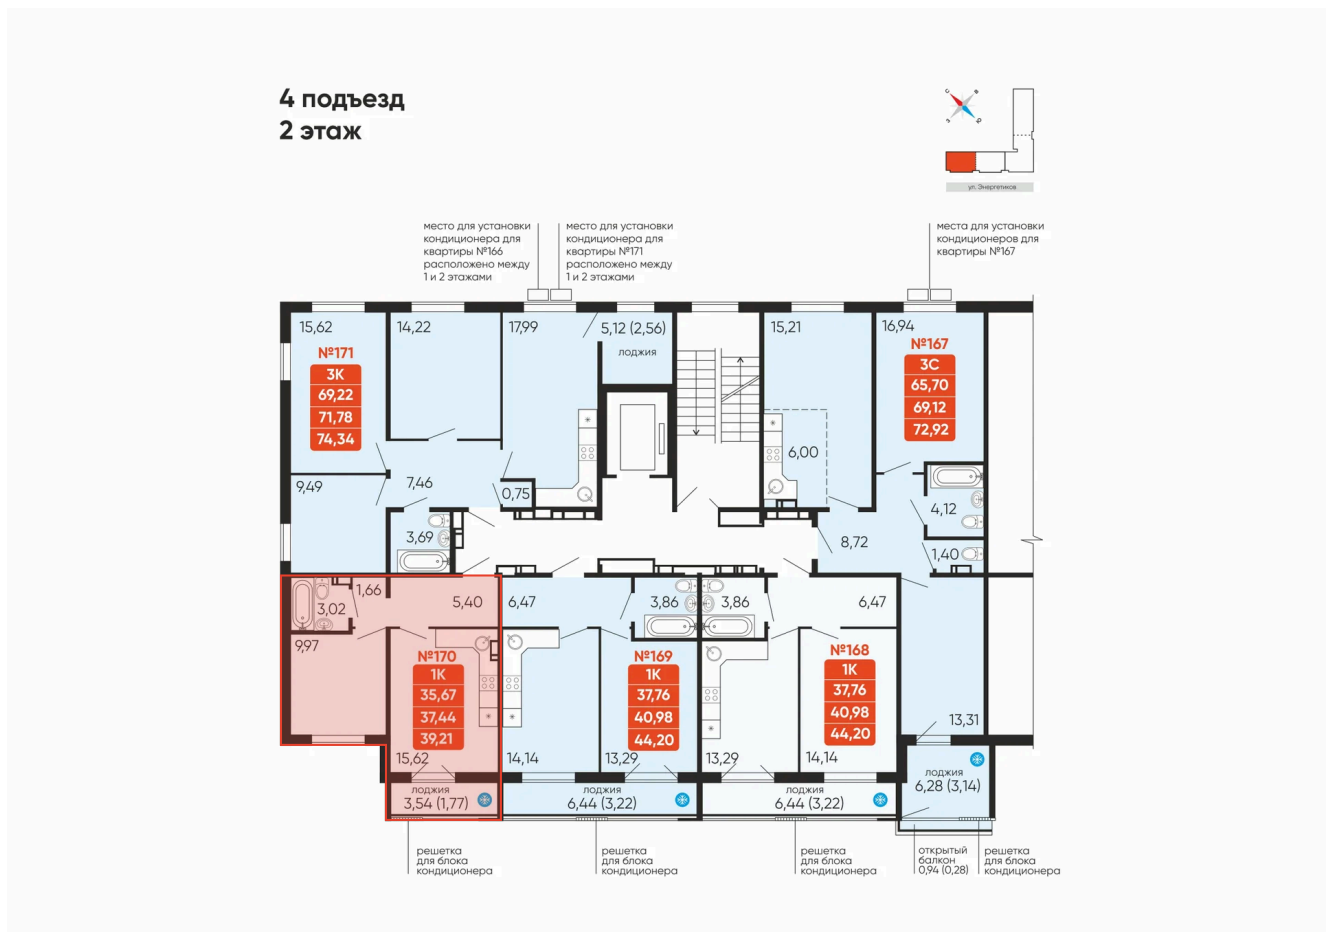 4 подъезд
2 этаж
С
В
З
Ю
ул. Энергетиков
место для установки
кондиционера для
квартиры №166
расположено между
1 и 2 этажами
место для установки
кондиционера для
квартиры №171
расположено между
1 и 2 этажами
места для установки
кондиционеров для
квартиры №167
15,62
№171
3К
69,22
71,78
74,34
14,22
17,99
5,12 (2,56)
лоджия
15,21
16,94
№167
3С
65,70
69,12
72,92
6,00
9,49
7,46
0,75
3,69
4,12
8,72
1,40
3,02
1,66
5,40
6,47
3,86
3,86
6,47
9,97
№170
1К
35,67
37,44
39,21
15,62
№169
1К
37,76
40,98
44,20
14,14
13,29
№168
1К
37,76
40,98
44,20
13,29
14,14
13,31
лоджия
3,54 (1,77)
лоджия
6,44 (3,22)
лоджия
6,44 (3,22)
лоджия
6,28 (3,14)
решетка
для блока
кондиционера
решетка
для блока
кондиционера
решетка
для блока
кондиционера
открытый
балкон
0,94 (0,28)
решетка
для блока
кондиционера